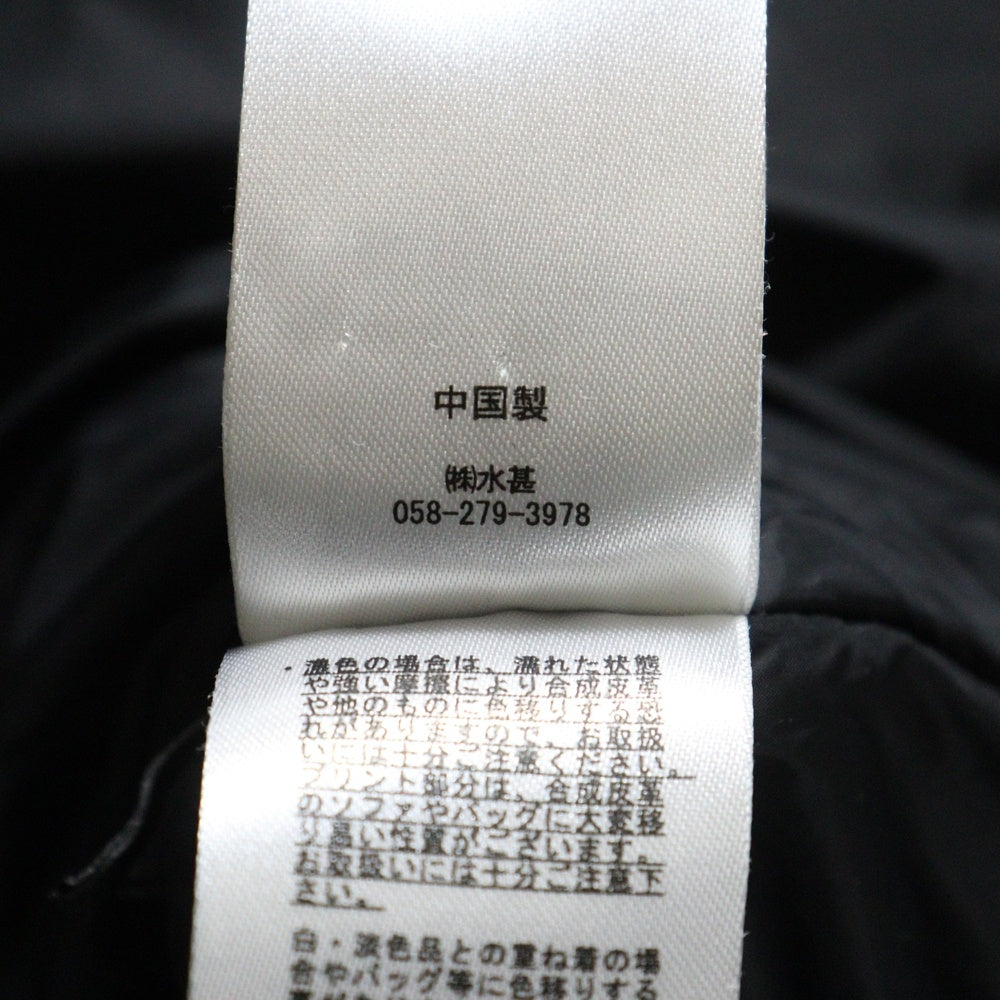 中国製
㈱水甚
058-279-3978
・濃色の場合は、濡れた状態
や強い摩擦により合成皮革
や他のものに色移りする恐
れがありますので、お取扱
いには十分ご注意ください。
プリント部分は、合成皮革
のソファやバッグに大変移
り易い性質がございます。
お取扱いには十分ご注意下
さい。
白・淡色品との重ね着の場
合やバッグ等に色移りする